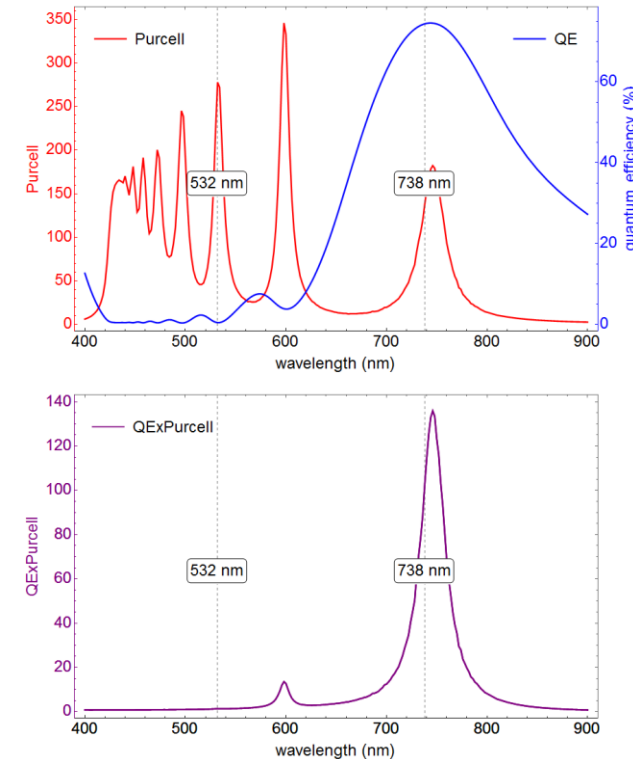 350
300
250
200
150
100
50
0
Purcell
Purcell
QE
532 nm
738 nm
60
40
20
0
quantum efficiency (%)
400 500 600 700 800 900
wavelength (nm)
140
120
100
80
60
40
20
0
QExPurcell
QExPurcell
532 nm
738 nm
400 500 600 700 800 900
wavelength (nm)